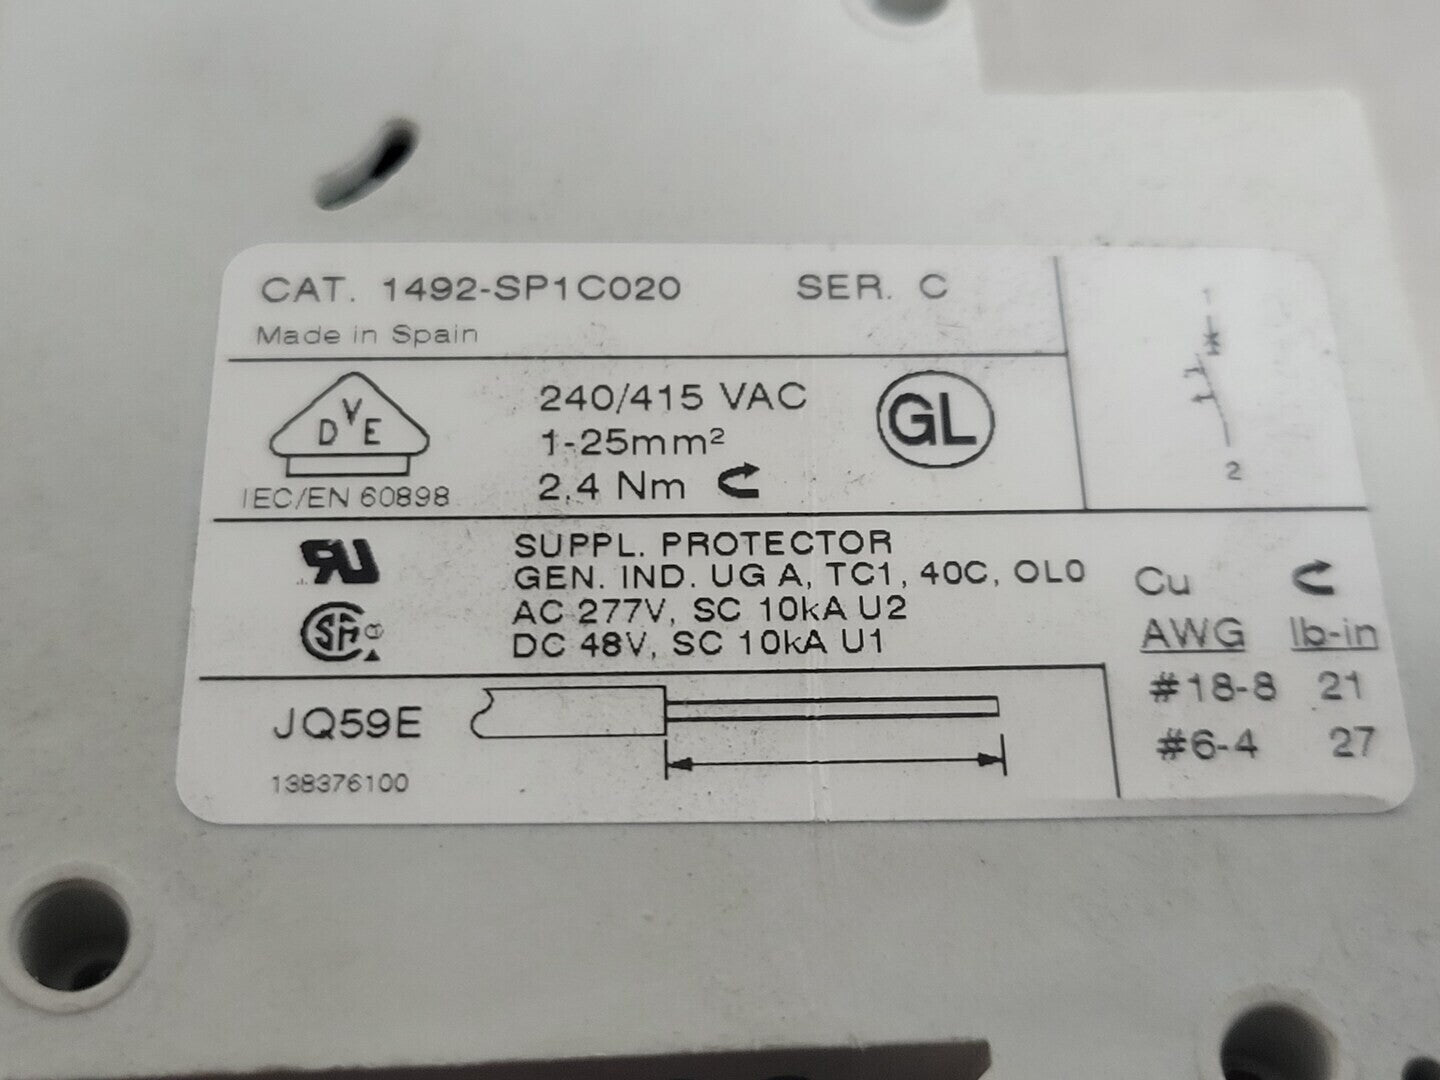 CAT. 1492-SP1C020 SER. C
Made in Spain
1
2
DVE
IEC/EN 60898
240/415 VAC
1-25mm²
2.4 Nm
GL
SUPPL. PROTECTOR
GEN. IND. UG A, TC1, 40C, OL0
AC 277V, SC 10kA U2
DC 48V, SC 10kA U1
Cu
AWG lb-in
#18-8 21
#6-4 27
JQ59E
138376100